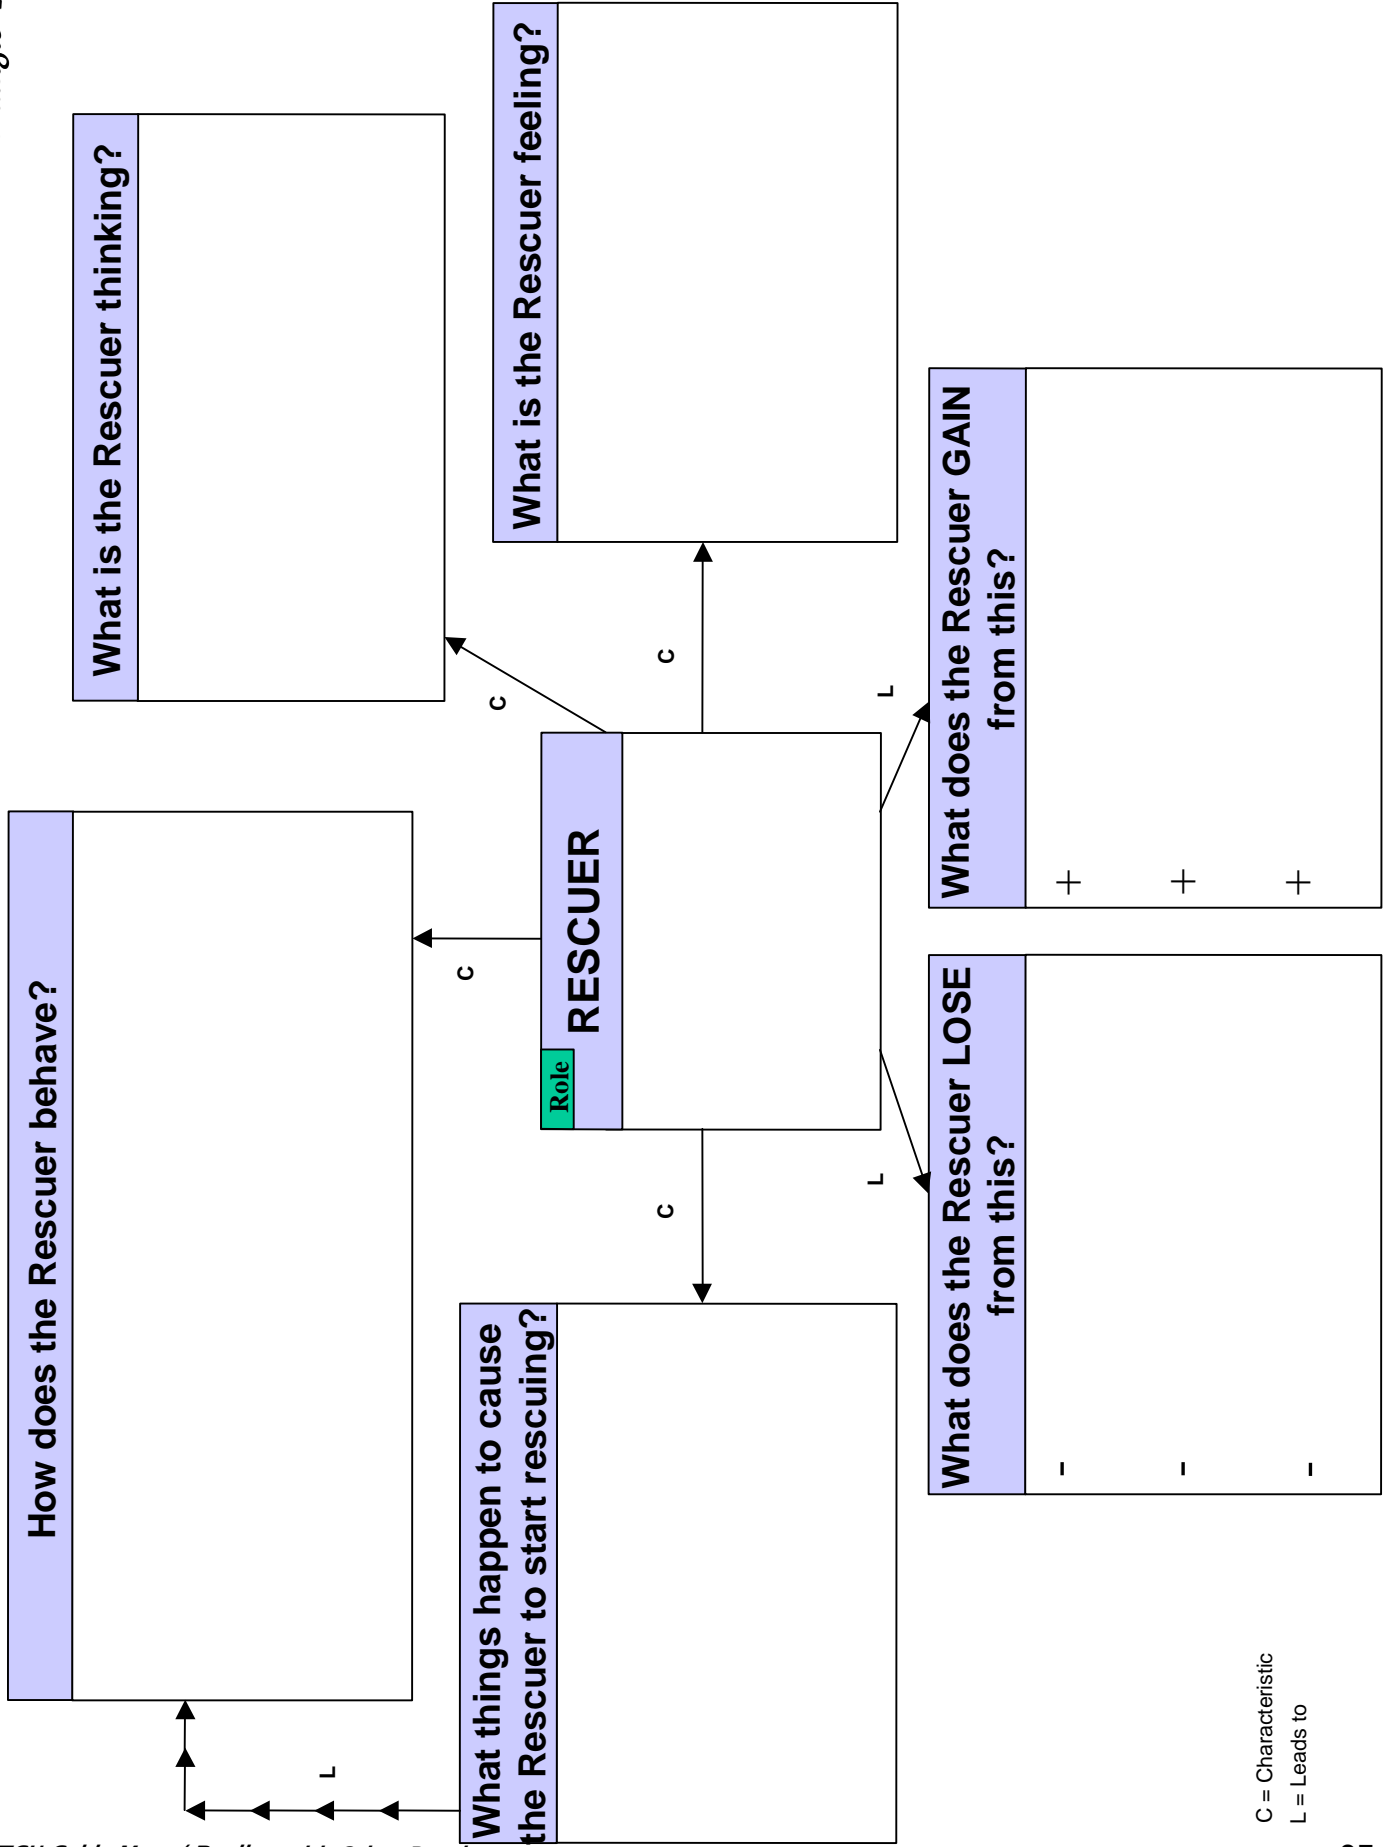 How does the Rescuer behave?
What is the Rescuer thinking?
C
C
L
What things happen to cause
the Rescuer to start rescuing?
C
Role
RESCUER
C
What is the Rescuer feeling?
L
L
What does the Rescuer LOSE
from this?
-
-
-
What does the Rescuer GAIN
from this?
+
+
+
C = Characteristic
L = Leads to